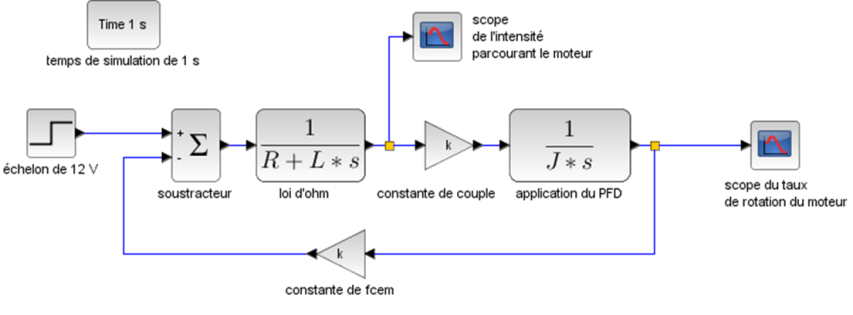 Time 1 s
temps de simulation de 1 s
scope
de l'intensité
parcourant le moteur
échelon de 12 V
+
-
Σ
soustracteur
1
R + L * s
loi d'ohm
k
constante de couple
1
J * s
application du PFD
scope du taux
de rotation du moteur
k
constante de fcem